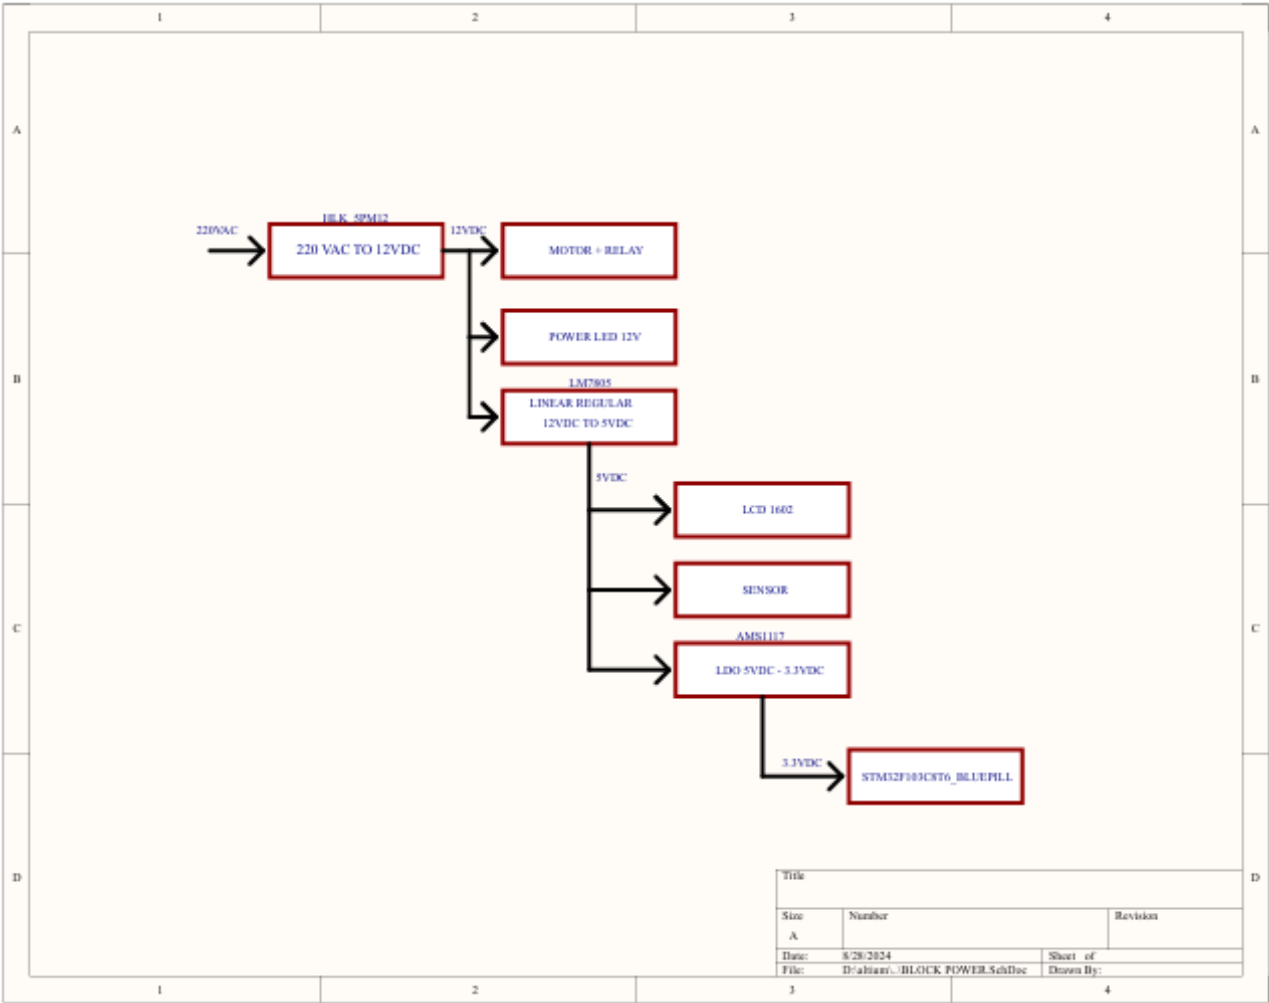 1 2 3 4
A A
HLK_5PM12
220VAC 12VDC
220 VAC TO 12VDC MOTOR + RELAY
POWER LED 12V
B B
LM7805
LINEAR REGULAR
12VDC TO 5VDC
5VDC
LCD 1602
SENSOR
C C
AMS1117
LDO 5VDC - 3.3VDC
3.3VDC
STM32F103C8T6_BLUEPILL
D D
Title
Size Number Revision
A
Date: 8/28/2024 Sheet of
File: D:\altium\..\BLOCK POWER.SchDoc Drawn By:
1 2 3 4